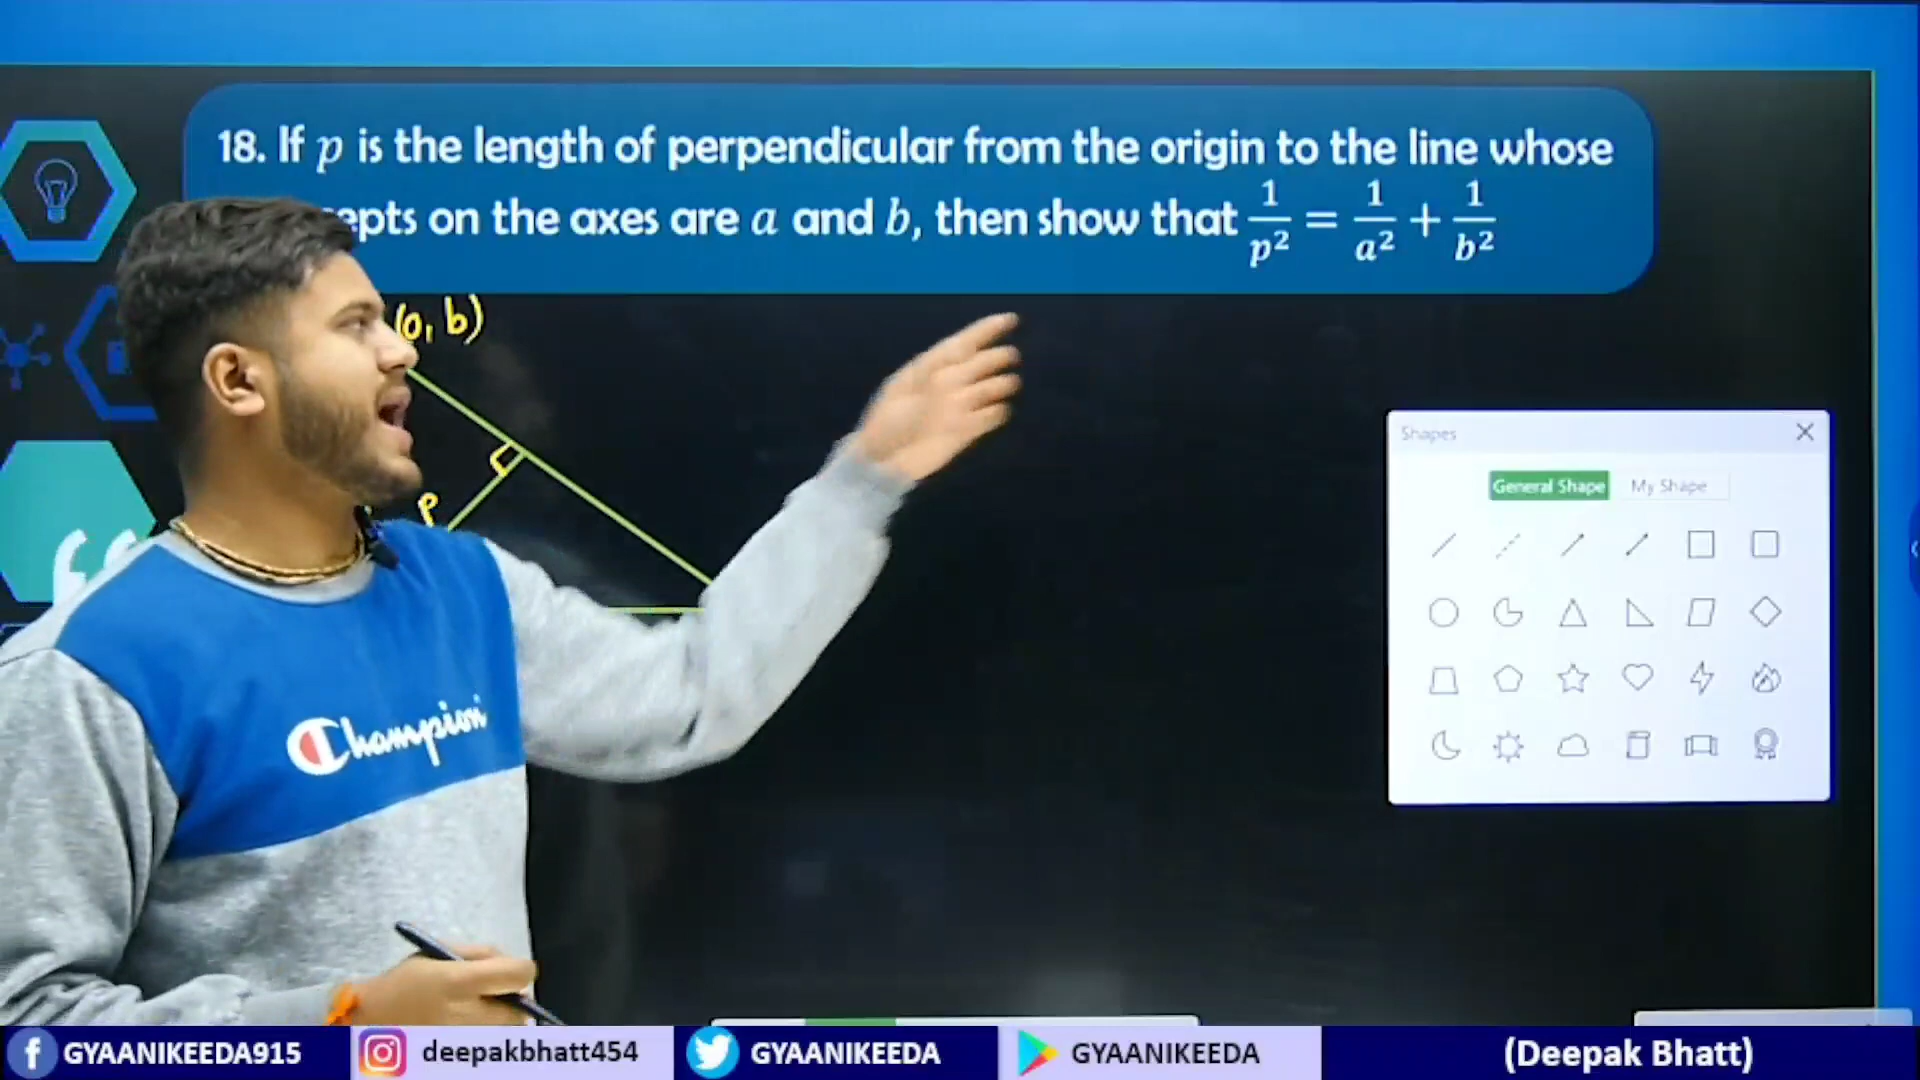 18. If p is the length of perpendicular from the origin to the line whose
epts on the axes are a and b, then show that 1/p² = 1/a² + 1/b²
(0, b)
P
Shapes
General Shape
My Shape
Champion
GYAANIKEEDA915
deepakbhatt454
GYAANIKEEDA
GYAANIKEEDA
(Deepak Bhatt)